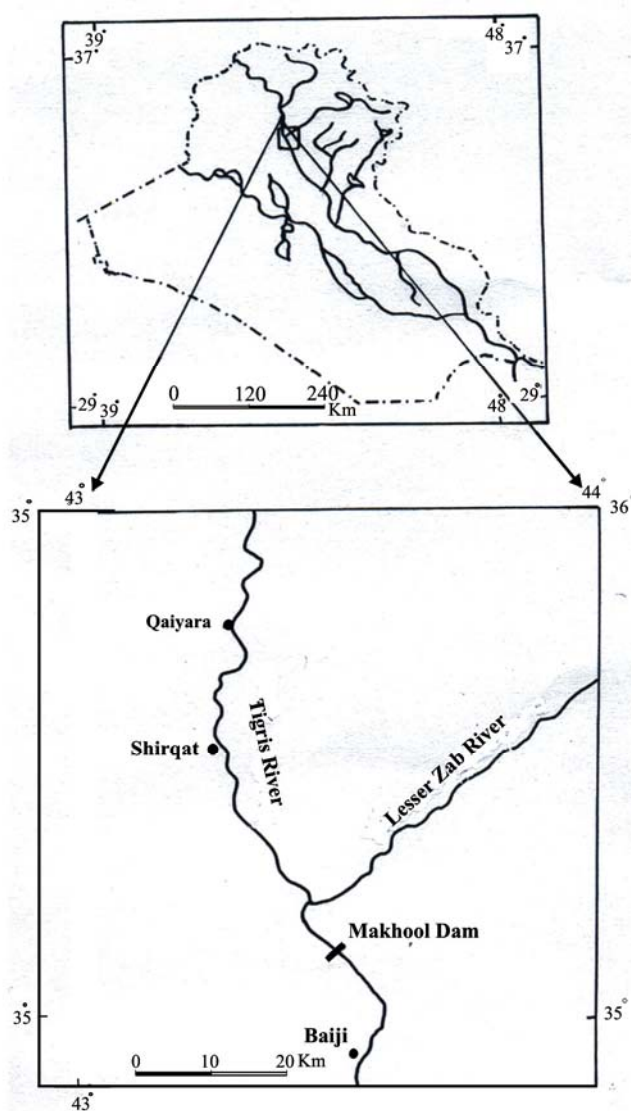 39° 48°
37° 37°
0 120 240
Km
29° 39° 48° 29°
43° 44°
35° 36°
Qaiyara
Tigris River
Shirqat
Lesser Zab River
Makhool Dam
35° 35°
Baiji
0 10 20 Km
43°